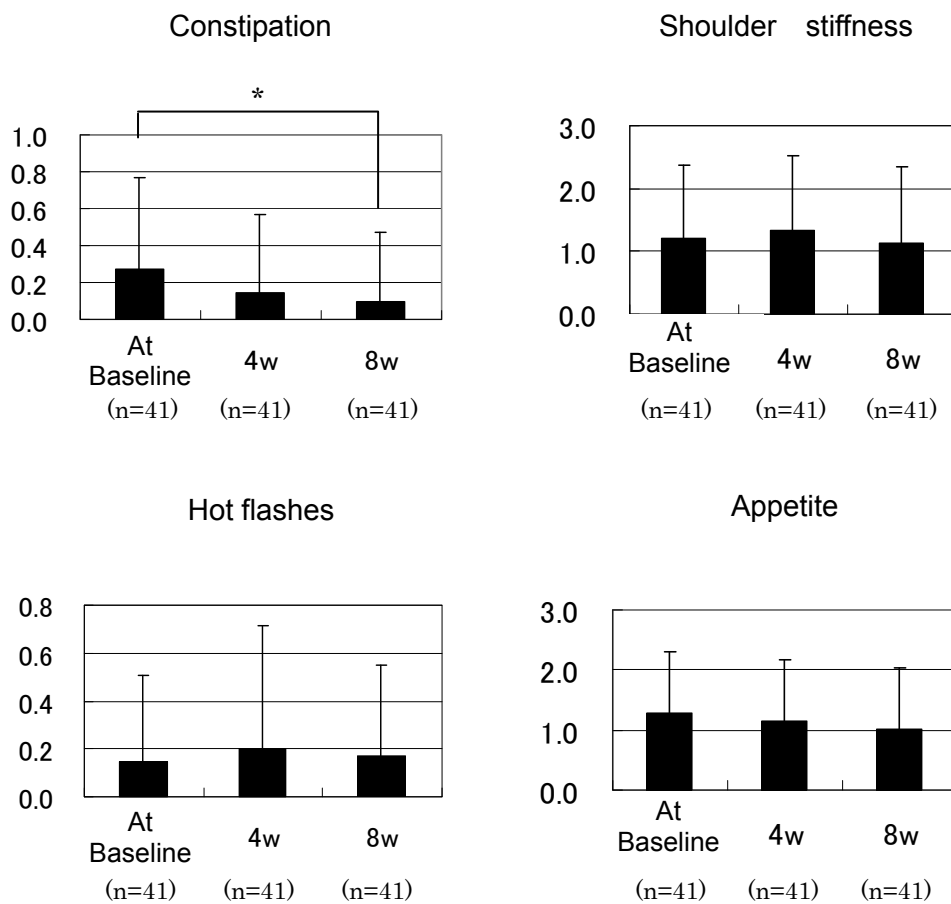 Constipation
*
1.0
0.8
0.6
0.4
0.2
0.0
At
Baseline
4w
8w
(n=41)
(n=41)
(n=41)
Shoulder stiffness
3.0
2.0
1.0
0.0
At
Baseline
4w
8w
(n=41)
(n=41)
(n=41)
Hot flashes
0.8
0.6
0.4
0.2
0.0
At
Baseline
4w
8w
(n=41)
(n=41)
(n=41)
Appetite
3.0
2.0
1.0
0.0
At
Baseline
4w
8w
(n=41)
(n=41)
(n=41)